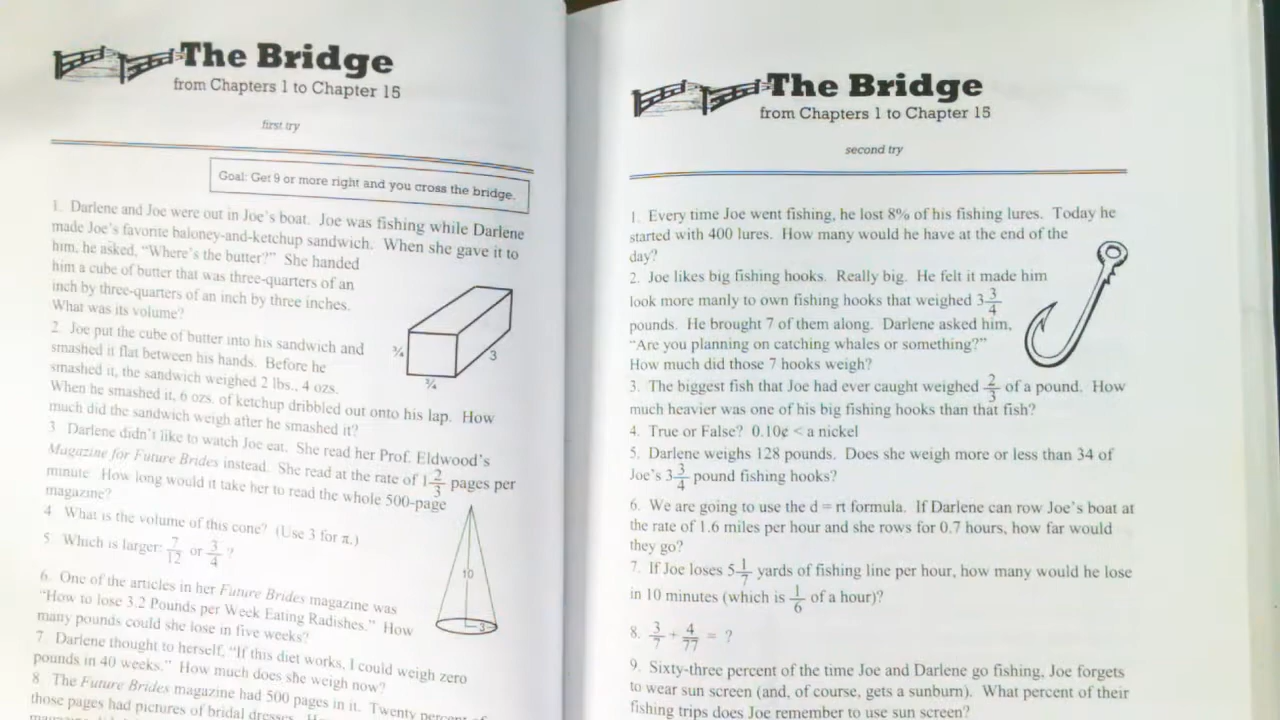 The Bridge
from Chapters 1 to Chapter 15
first try
Goal: Get 9 or more right and you cross the bridge.
1. Darlene and Joe were out in Joe's boat. Joe was fishing while Darlene
made Joe's favorite baloney-and-ketchup sandwich. When she gave it to
him, he asked, "Where's the butter?" She handed
him a cube of butter that was three-quarters of an
inch by three-quarters of an inch by three inches.
What was its volume?
¾
3
¾
2. Joe put the cube of butter into his sandwich and
smashed it flat between his hands. Before he
smashed it, the sandwich weighed 2 lbs., 4 ozs.
When he smashed it, 6 ozs. of ketchup dribbled out onto his lap. How
much did the sandwich weigh after he smashed it?
3 Darlene didn't like to watch Joe eat. She read her Prof. Eldwood's
Magazine for Future Brides instead. She read at the rate of 1 2/3 pages per
minute. How long would it take her to read the whole 500-page
magazine?
4 What is the volume of this cone? (Use 3 for π.)
5 Which is larger: 7/12 or 3/4 ?
10
3
6. One of the articles in her Future Brides magazine was
"How to lose 3.2 Pounds per Week Eating Radishes." How
many pounds could she lose in five weeks?
7 Darlene thought to herself, "If this diet works, I could weigh zero
pounds in 40 weeks." How much does she weigh now?
8. The Future Brides magazine had 500 pages in it. Twenty percent of
those pages had pictures of bridal dresses.
The Bridge
from Chapters 1 to Chapter 15
second try
1. Every time Joe went fishing, he lost 8% of his fishing lures. Today he
started with 400 lures. How many would he have at the end of the
day?
2. Joe likes big fishing hooks. Really big. He felt it made him
look more manly to own fishing hooks that weighed 3 3/4
pounds. He brought 7 of them along. Darlene asked him,
"Are you planning on catching whales or something?"
How much did those 7 hooks weigh?
3. The biggest fish that Joe had ever caught weighed 2/3 of a pound. How
much heavier was one of his big fishing hooks than that fish?
4. True or False? 0.10¢ < a nickel
5. Darlene weighs 128 pounds. Does she weigh more or less than 34 of
Joe's 3 3/4 pound fishing hooks?
6. We are going to use the d = rt formula. If Darlene can row Joe's boat at
the rate of 1.6 miles per hour and she rows for 0.7 hours, how far would
they go?
7. If Joe loses 5 1/7 yards of fishing line per hour, how many would he lose
in 10 minutes (which is 1/6 of a hour)?
8. 3/7 + 4/77 = ?
9. Sixty-three percent of the time Joe and Darlene go fishing, Joe forgets
to wear sun screen (and, of course, gets a sunburn). What percent of their
fishing trips does Joe remember to use sun screen?